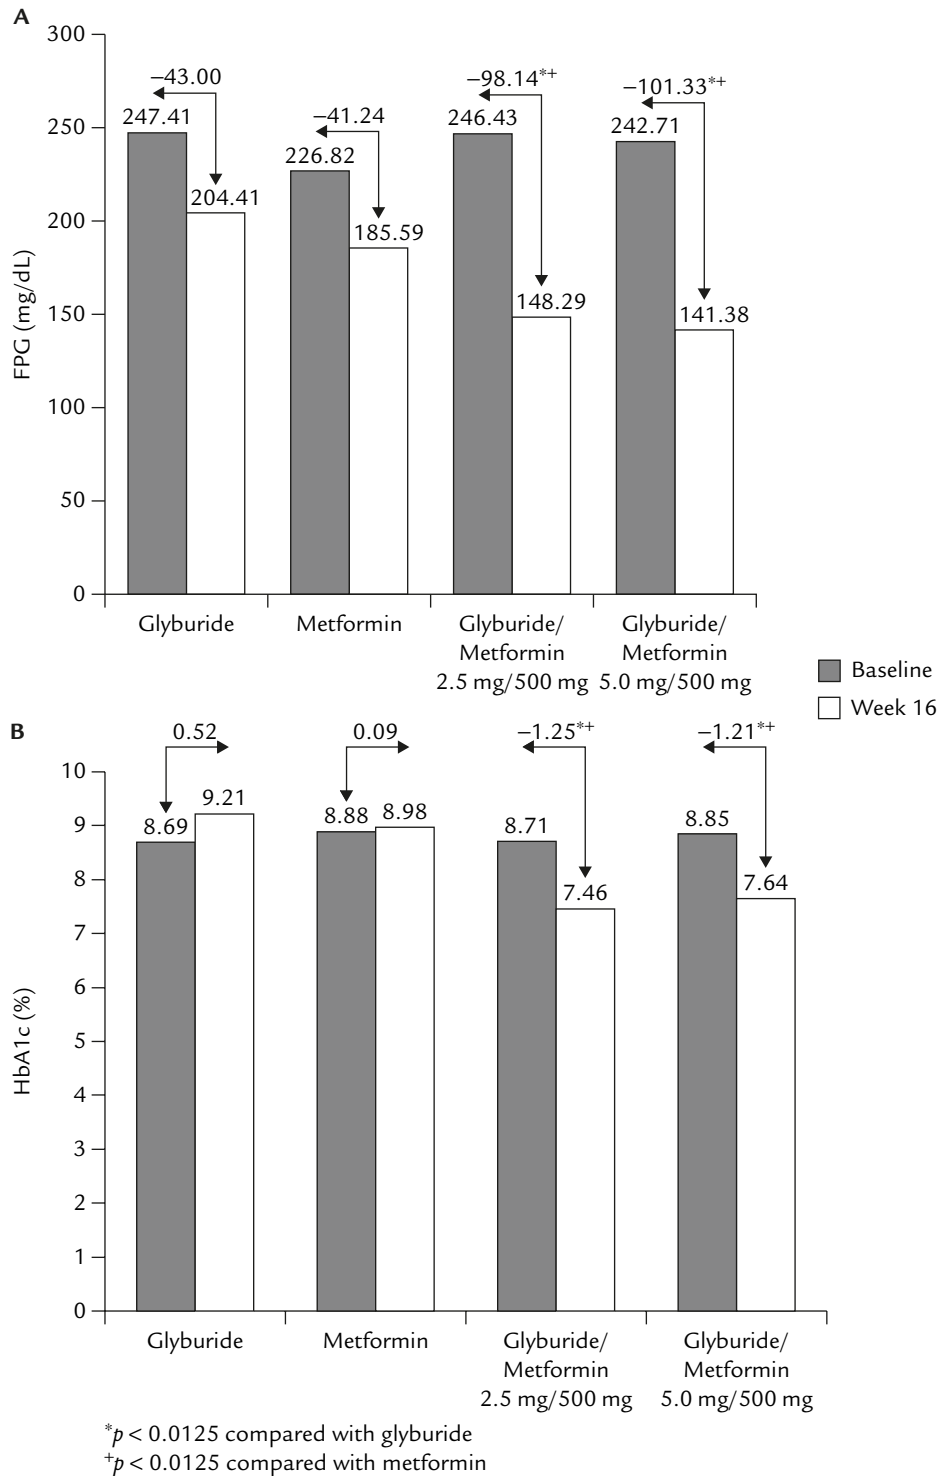 A
300
250
200
150
100
50
0
FPG (mg/dL)
−43.00
247.41
204.41
−41.24
226.82
185.59
−98.14*+
246.43
148.29
−101.33*+
242.71
141.38
Glyburide
Metformin
Glyburide/
Metformin
2.5 mg/500 mg
Glyburide/
Metformin
5.0 mg/500 mg
Baseline
Week 16
B
10
9
8
7
6
5
4
3
2
1
0
HbA1c (%)
0.52
8.69
9.21
0.09
8.88
8.98
−1.25*+
8.71
7.46
−1.21*+
8.85
7.64
Glyburide
Metformin
Glyburide/
Metformin
2.5 mg/500 mg
Glyburide/
Metformin
5.0 mg/500 mg
*p < 0.0125 compared with glyburide
+p < 0.0125 compared with metformin